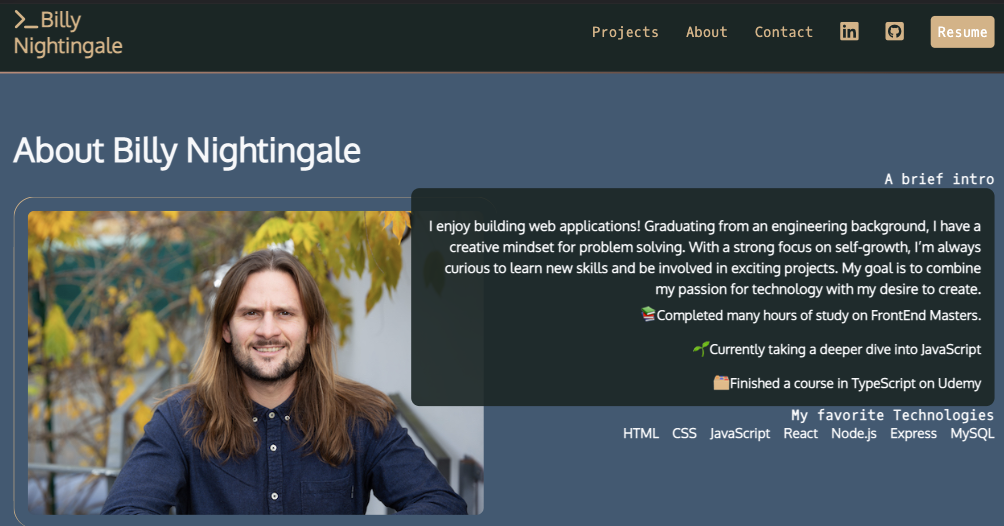 >_Billy
Nightingale
Projects About Contact Resume
About Billy Nightingale
A brief intro
I enjoy building web applications! Graduating from an engineering background, I have a
creative mindset for problem solving. With a strong focus on self-growth, I'm always
curious to learn new skills and be involved in exciting projects. My goal is to combine
my passion for technology with my desire to create.
📚Completed many hours of study on FrontEnd Masters.
🌱Currently taking a deeper dive into JavaScript
🗂️Finished a course in TypeScript on Udemy
My favorite Technologies
HTML CSS JavaScript React Node.js Express MySQL